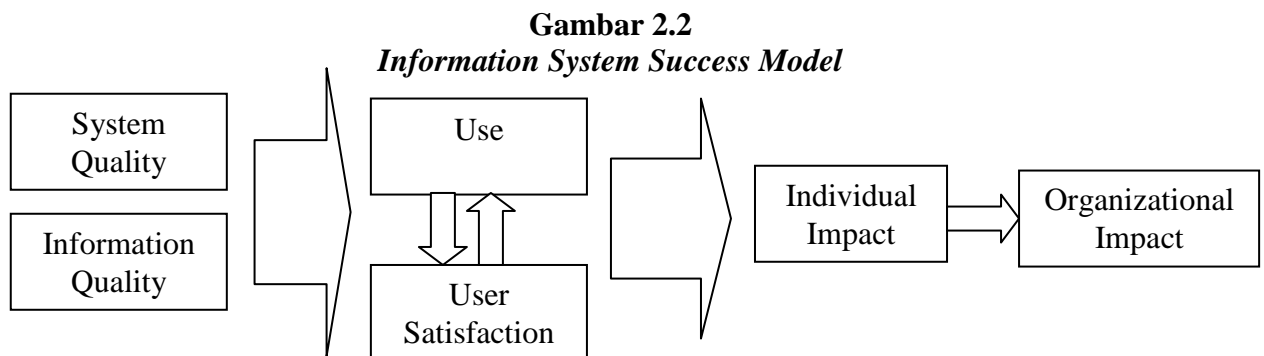 Gambar 2.2
Information System Success Model
System
Quality
Information
Quality
Use
User
Satisfaction
Individual
Impact
Organizational
Impact